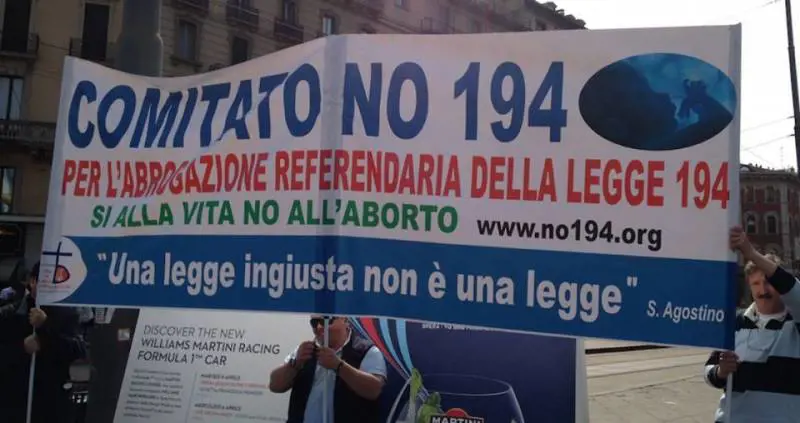 COMITATO NO 194
PER L'ABROGAZIONE REFERENDARIA DELLA LEGGE 194
SI ALLA VITA NO ALL'ABORTO www.no194.org
"Una legge ingiusta non è una legge" S. Agostino
DISCOVER THE NEW
WILLIAMS MARTINI RACING
FORMULA 1™ CAR
MARTINI